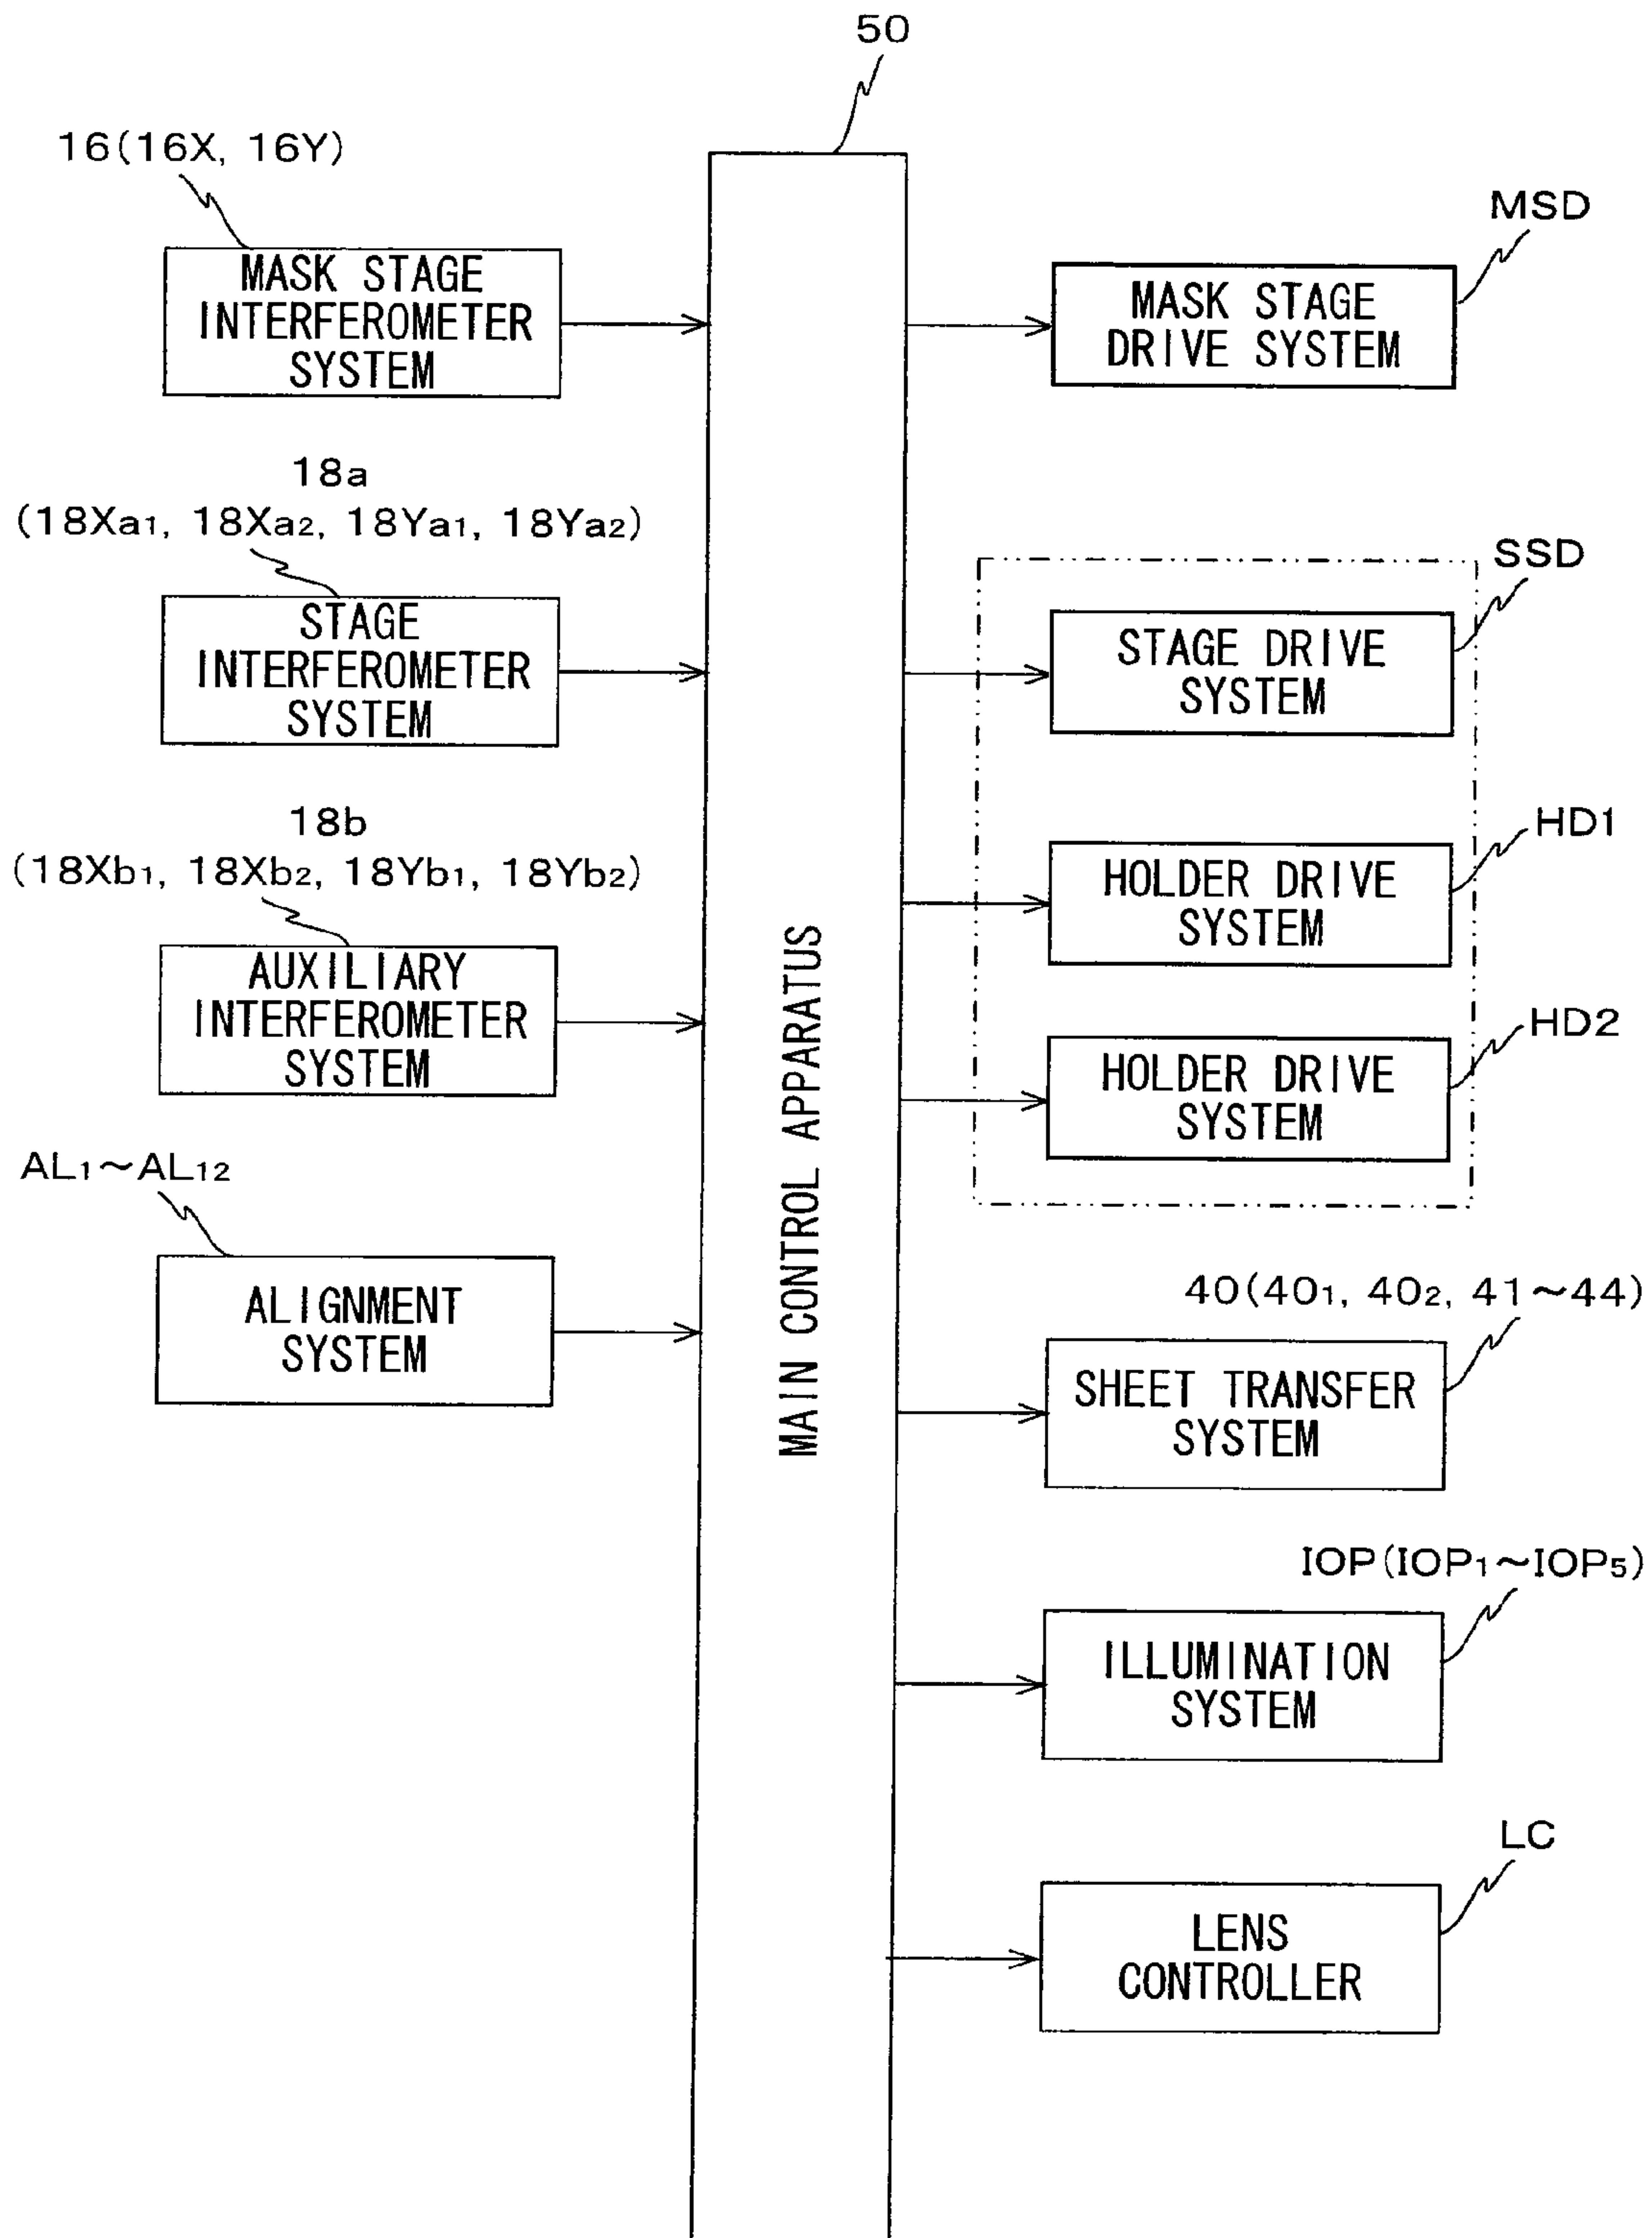 50
16(16X, 16Y)
MASK STAGE
INTERFEROMETER
SYSTEM
18a
(18Xa1, 18Xa2, 18Ya1, 18Ya2)
STAGE
INTERFEROMETER
SYSTEM
18b
(18Xb1, 18Xb2, 18Yb1, 18Yb2)
AUXILIARY
INTERFEROMETER
SYSTEM
AL1~AL12
ALIGNMENT
SYSTEM
MAIN CONTROL APPARATUS
MSD
MASK STAGE
DRIVE SYSTEM
SSD
STAGE DRIVE
SYSTEM
HD1
HOLDER DRIVE
SYSTEM
HD2
HOLDER DRIVE
SYSTEM
40(401, 402, 41~44)
SHEET TRANSFER
SYSTEM
IOP(IOP1~IOP5)
ILLUMINATION
SYSTEM
LC
LENS
CONTROLLER